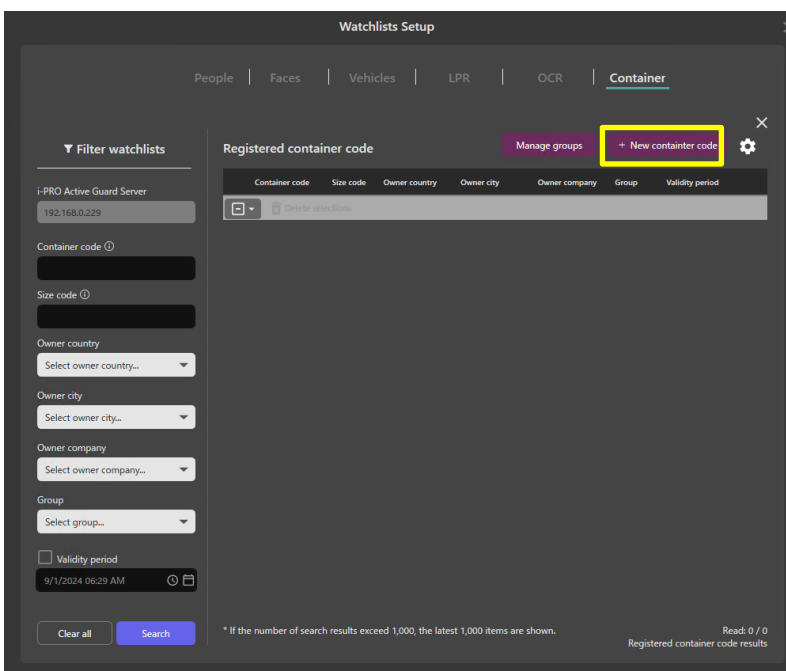 Watchlists Setup
People Faces Vehicles LPR OCR Container
Filter watchlists
i-PRO Active Guard Server
192.168.0.229
Container code
Size code
Owner country
Select owner country...
Owner city
Select owner city...
Owner company
Select owner company...
Group
Select group...
Validity period
9/1/2024 06:29 AM
Clear all Search
Registered container code Manage groups + New containter code
Container code Size code Owner country Owner city Owner company Group Validity period
Delete selections
* If the number of search results exceed 1,000, the latest 1,000 items are shown.
Read: 0 / 0
Registered container code results